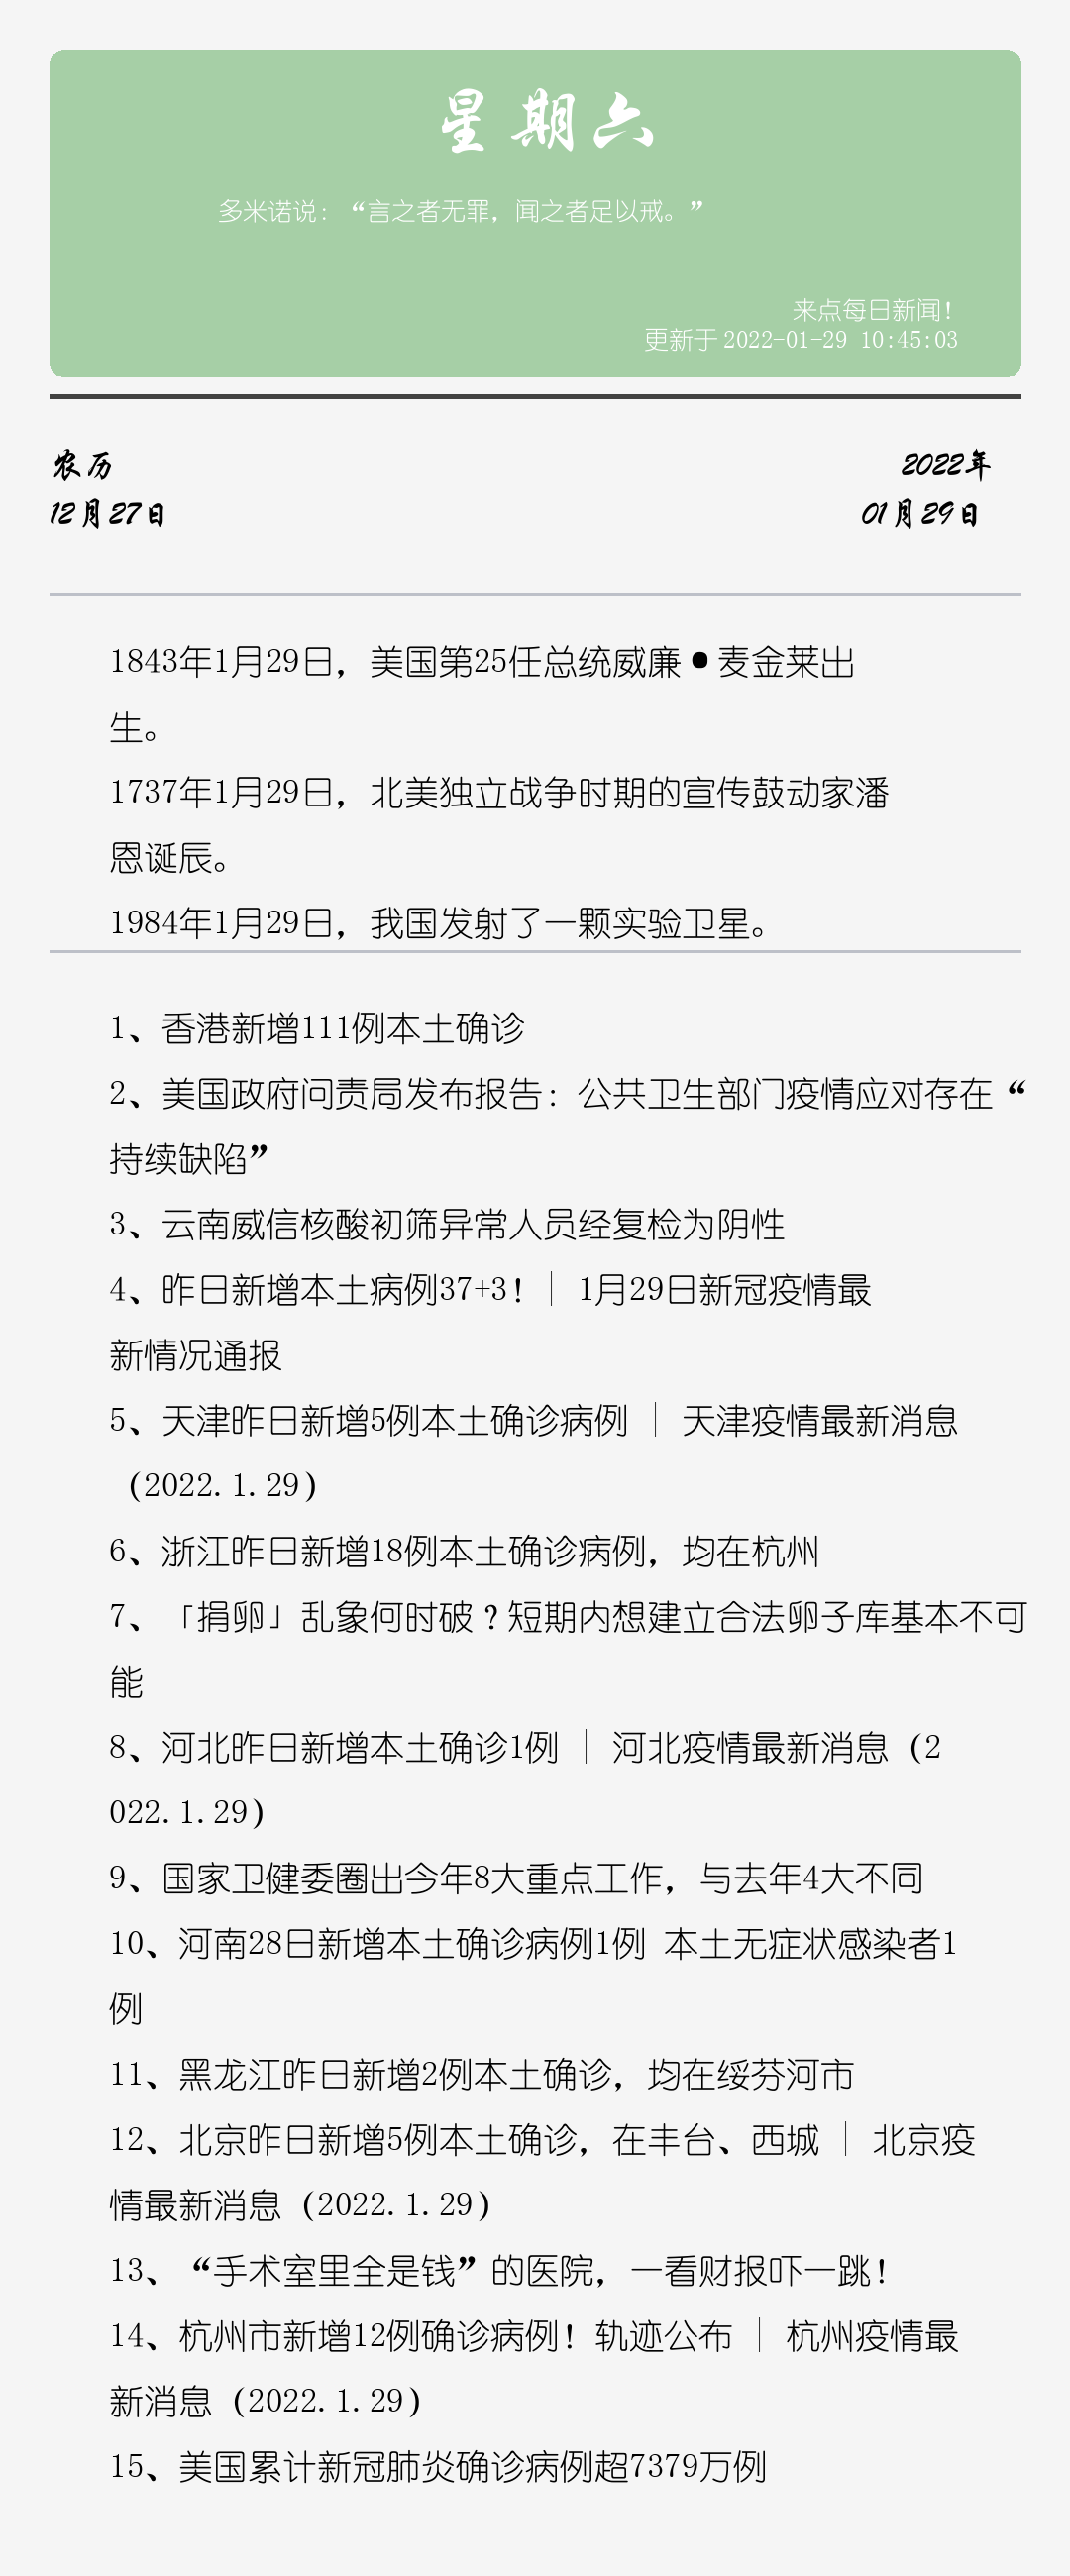 星期六
多米诺说：“言之者无罪，闻之者足以戒。”
来点每日新闻！
更新于 2022-01-29 10:45:03
农历
2022年
12月27日
01月29日
1843年1月29日，美国第25任总统威廉•麦金莱出
生。
1737年1月29日，北美独立战争时期的宣传鼓动家潘
恩诞辰。
1984年1月29日，我国发射了一颗实验卫星。
1、香港新增111例本土确诊
2、美国政府问责局发布报告：公共卫生部门疫情应对存在“
持续缺陷”
3、云南威信核酸初筛异常人员经复检为阴性
4、昨日新增本土病例37+3！｜ 1月29日新冠疫情最
新情况通报
5、天津昨日新增5例本土确诊病例 ｜ 天津疫情最新消息
（2022.1.29）
6、浙江昨日新增18例本土确诊病例，均在杭州
7、「捐卵」乱象何时破？短期内想建立合法卵子库基本不可
能
8、河北昨日新增本土确诊1例 ｜ 河北疫情最新消息（2
022.1.29）
9、国家卫健委圈出今年8大重点工作，与去年4大不同
10、河南28日新增本土确诊病例1例 本土无症状感染者1
例
11、黑龙江昨日新增2例本土确诊，均在绥芬河市
12、北京昨日新增5例本土确诊，在丰台、西城 ｜ 北京疫
情最新消息（2022.1.29）
13、“手术室里全是钱”的医院，一看财报吓一跳！
14、杭州市新增12例确诊病例！轨迹公布 ｜ 杭州疫情最
新消息（2022.1.29）
15、美国累计新冠肺炎确诊病例超7379万例